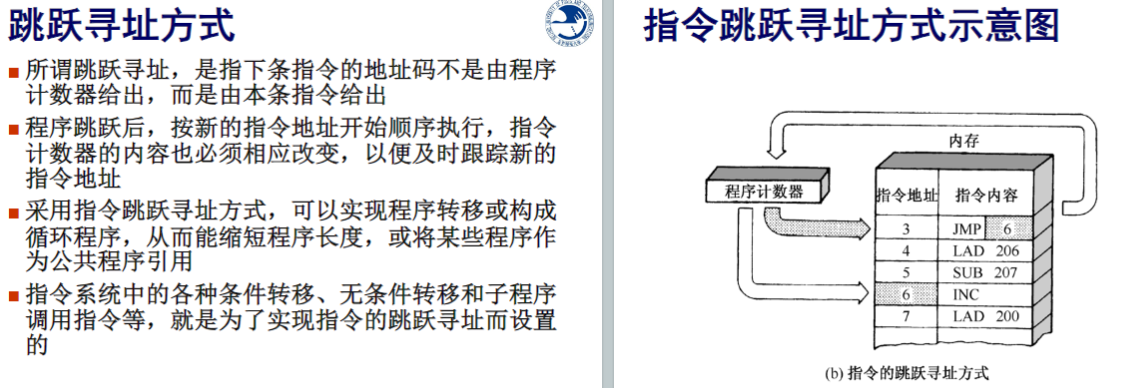 跳跃寻址方式
所谓跳跃寻址，是指下条指令的地址码不是由程序
计数器给出，而是由本条指令给出
程序跳跃后，按新的指令地址开始顺序执行，指令
计数器的内容也必须相应改变，以便及时跟踪新的
指令地址
采用指令跳跃寻址方式，可以实现程序转移或构成
循环程序，从而能缩短程序长度，或将某些程序作
为公共程序引用
指令系统中的各种条件转移、无条件转移和子程序
调用指令等，就是为了实现指令的跳跃寻址而设置
的
指令跳跃寻址方式示意图
内存
程序计数器
指令地址 指令内容
3 JMP 6
4 LAD 206
5 SUB 207
6 INC
7 LAD 200
(b) 指令的跳跃寻址方式